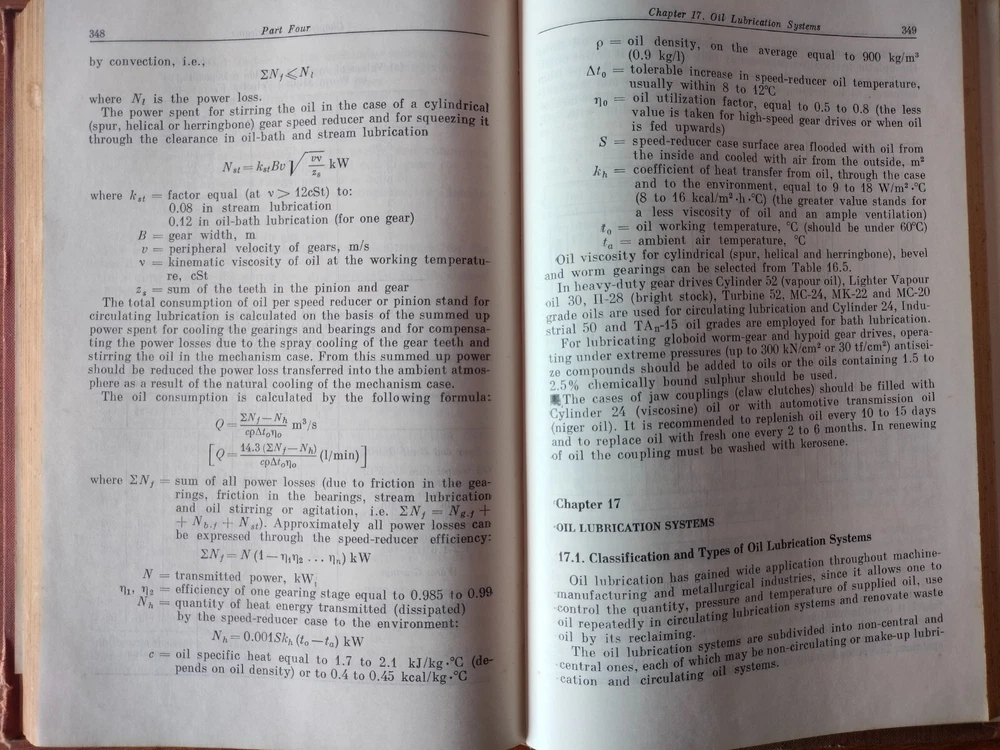 348
Part Four
by convection, i.e.,
ΣN_f ⩽ N_l
where N_l is the power loss.
The power spent for stirring the oil in the case of a cylindrical
(spur, helical or herringbone) gear speed reducer and for squeezing it
through the clearance in oil-bath and stream lubrication
N_st = k_st Bv √(vν/z_s) kW
where k_st = factor equal (at ν > 12cSt) to:
0.08 in stream lubrication
0.12 in oil-bath lubrication (for one gear)
B = gear width, m
v = peripheral velocity of gears, m/s
ν = kinematic viscosity of oil at the working temperatu-
re, cSt
z_s = sum of the teeth in the pinion and gear
The total consumption of oil per speed reducer or pinion stand for
circulating lubrication is calculated on the basis of the summed up
power spent for cooling the gearings and bearings and for compensa-
ting the power losses due to the spray cooling of the gear teeth and
stirring the oil in the mechanism case. From this summed up power
should be reduced the power loss transferred into the ambient atmos-
phere as a result of the natural cooling of the mechanism case.
The oil consumption is calculated by the following formula:
Q = (ΣN_f − N_h)/(cρΔt_0η_0) m³/s
[Q = 14.3 (ΣN_f − N_h)/(cρΔt_0η_0) (l/min)]
where ΣN_f = sum of all power losses (due to friction in the gea-
rings, friction in the bearings, stream lubrication
and oil stirring or agitation, i.e. ΣN_f = N_g.f +
+ N_b.f + N_st). Approximately all power losses can
be expressed through the speed-reducer efficiency:
ΣN_f = N (1 − η₁η₂ ... η_n) kW
N = transmitted power, kW
η₁, η₂ = efficiency of one gearing stage equal to 0.985 to 0.99
N_h = quantity of heat energy transmitted (dissipated)
by the speed-reducer case to the environment:
N_h = 0.001Sk_h (t_o − t_a) kW
c = oil specific heat equal to 1.7 to 2.1 kJ/kg·°C (de-
pends on oil density) or to 0.4 to 0.45 kcal/kg·°C
Chapter 17. Oil Lubrication Systems
349
ρ = oil density, on the average equal to 900 kg/m³
(0.9 kg/l)
Δt_0 = tolerable increase in speed-reducer oil temperature,
usually within 8 to 12°C
η_0 = oil utilization factor, equal to 0.5 to 0.8 (the less
value is taken for high-speed gear drives or when oil
is fed upwards)
S = speed-reducer case surface area flooded with oil from
the inside and cooled with air from the outside, m²
k_h = coefficient of heat transfer from oil, through the case
and to the environment, equal to 9 to 18 W/m²·°C
(8 to 16 kcal/m²·h·°C) (the greater value stands for
a less viscosity of oil and an ample ventilation)
t_o = oil working temperature, °C (should be under 60°C)
t_a = ambient air temperature, °C
Oil viscosity for cylindrical (spur, helical and herringbone), bevel
and worm gearings can be selected from Table 16.5.
In heavy-duty gear drives Cylinder 52 (vapour oil), Lighter Vapour
oil 30, П-28 (bright stock), Turbine 52, MC-24, MK-22 and MC-20
grade oils are used for circulating lubrication and Cylinder 24, Indu-
strial 50 and TAп-15 oil grades are employed for bath lubrication.
For lubricating globoid worm-gear and hypoid gear drives, opera-
ting under extreme pressures (up to 300 kN/cm² or 30 tf/cm²) antisei-
ze compounds should be added to oils or the oils containing 1.5 to
2.5% chemically bound sulphur should be used.
The cases of jaw couplings (claw clutches) should be filled with
Cylinder 24 (viscosine) oil or with automotive transmission oil
(niger oil). It is recommended to replenish oil every 10 to 15 days
and to replace oil with fresh one every 2 to 6 months. In renewing
of oil the coupling must be washed with kerosene.
Chapter 17
OIL LUBRICATION SYSTEMS
17.1. Classification and Types of Oil Lubrication Systems
Oil lubrication has gained wide application throughout machine-
manufacturing and metallurgical industries, since it allows one to
control the quantity, pressure and temperature of supplied oil, use
oil repeatedly in circulating lubrication systems and renovate waste
oil by its reclaiming.
The oil lubrication systems are subdivided into non-central and
central ones, each of which may be non-circulating or make-up lubri-
cation and circulating oil systems.